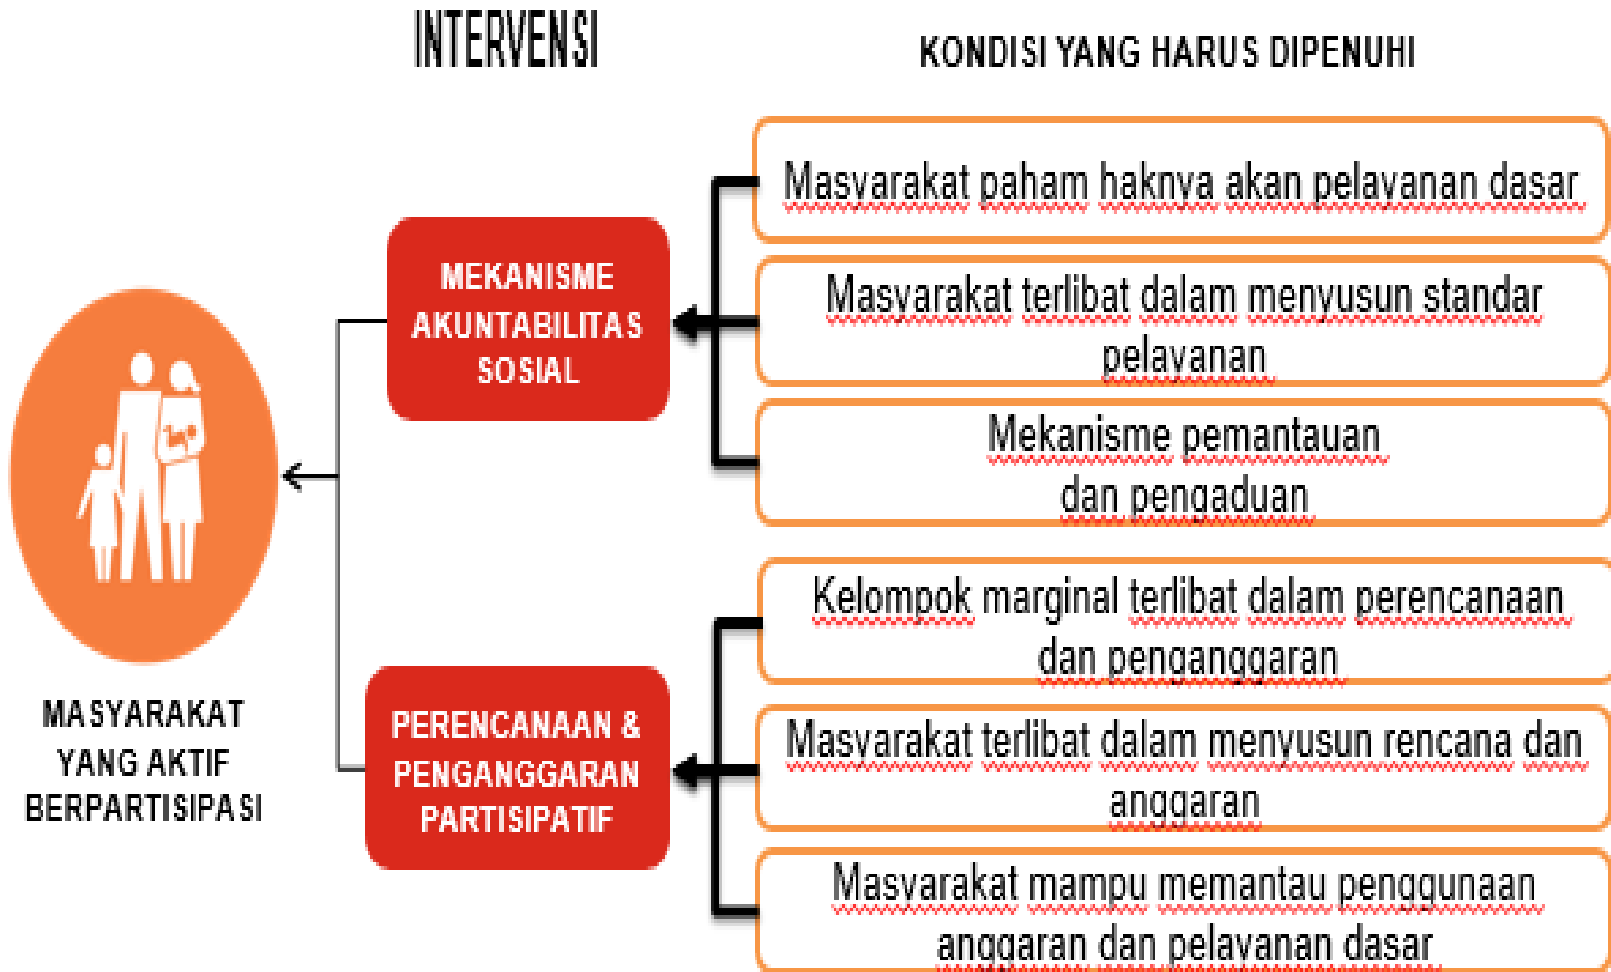 INTERVENSI
KONDISI YANG HARUS DIPENUHI
Masyarakat paham haknya akan pelayanan dasar
MEKANISME
AKUNTABILITAS
SOSIAL
Masyarakat terlibat dalam menyusun standar
pelayanan
Mekanisme pemantauan
dan pengaduan
MASYARAKAT
YANG AKTIF
BERPARTISIPASI
PERENCANAAN &
PENGANGGARAN
PARTISIPATIF
Kelompok marginal terlibat dalam perencanaan
dan penganggaran
Masyarakat terlibat dalam menyusun rencana dan
anggaran
Masyarakat mampu memantau penggunaan
anggaran dan pelayanan dasar